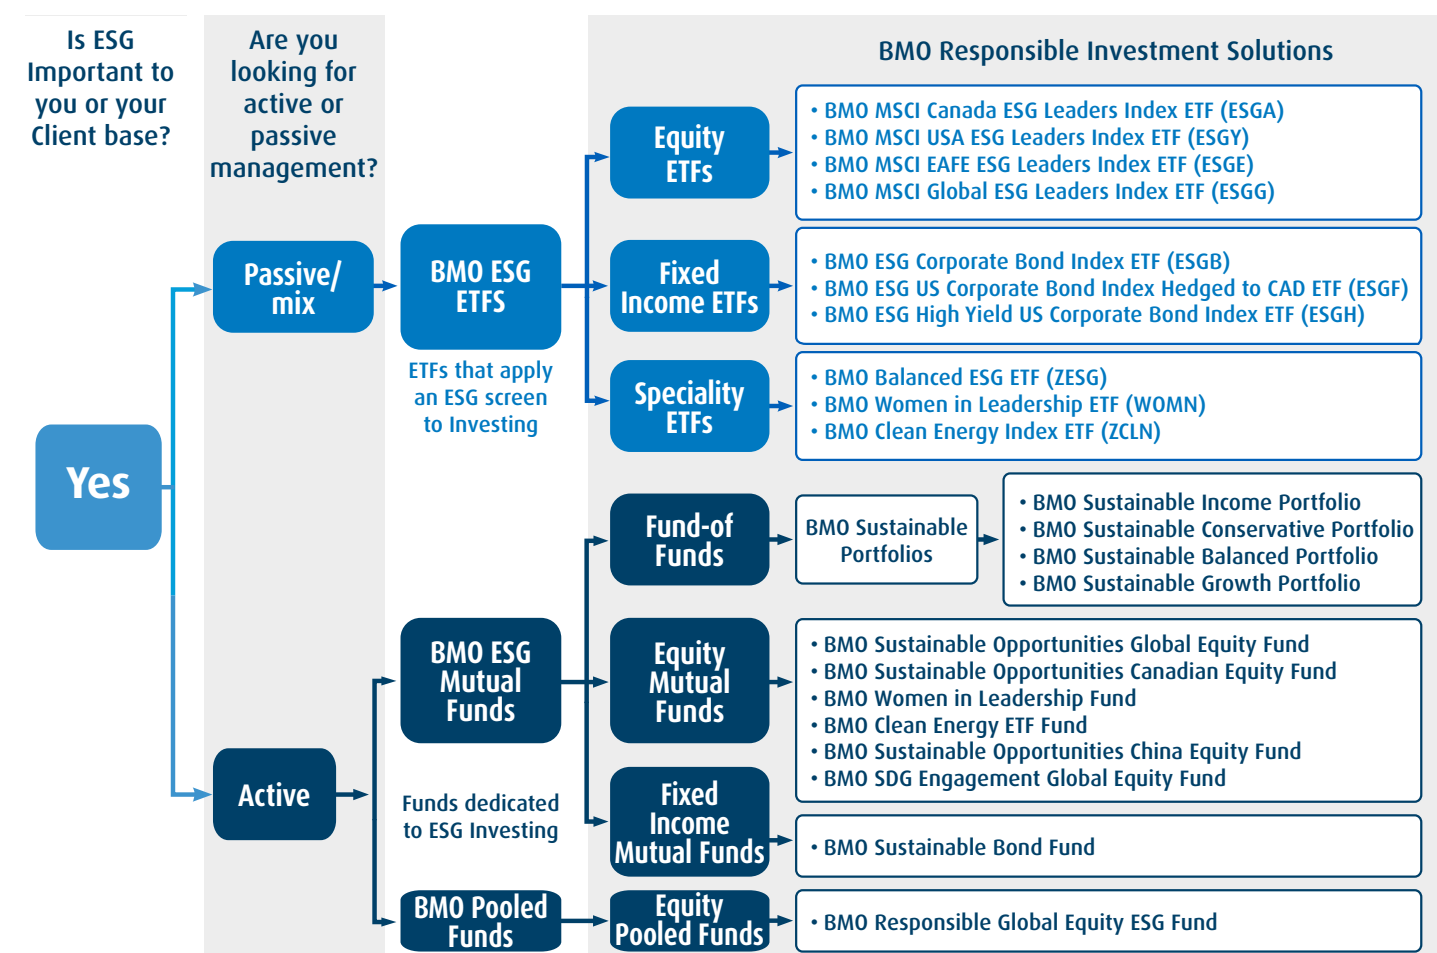 Is ESG
Important to
you or your
Client base?
Are you
looking for
active or
passive
management?
BMO Responsible Investment Solutions
Yes
Passive/
mix
BMO ESG
ETFS
ETFs that apply
an ESG screen
to Investing
Equity
ETFs
• BMO MSCI Canada ESG Leaders Index ETF (ESGA)
• BMO MSCI USA ESG Leaders Index ETF (ESGY)
• BMO MSCI EAFE ESG Leaders Index ETF (ESGE)
• BMO MSCI Global ESG Leaders Index ETF (ESGG)
Fixed
Income ETFs
• BMO ESG Corporate Bond Index ETF (ESGB)
• BMO ESG US Corporate Bond Index Hedged to CAD ETF (ESGF)
• BMO ESG High Yield US Corporate Bond Index ETF (ESGH)
Speciality
ETFs
• BMO Balanced ESG ETF (ZESG)
• BMO Women in Leadership ETF (WOMN)
• BMO Clean Energy Index ETF (ZCLN)
Active
BMO ESG
Mutual
Funds
Funds dedicated
to ESG Investing
Fund-of
Funds
BMO Sustainable
Portfolios
• BMO Sustainable Income Portfolio
• BMO Sustainable Conservative Portfolio
• BMO Sustainable Balanced Portfolio
• BMO Sustainable Growth Portfolio
Equity
Mutual
Funds
• BMO Sustainable Opportunities Global Equity Fund
• BMO Sustainable Opportunities Canadian Equity Fund
• BMO Women in Leadership Fund
• BMO Clean Energy ETF Fund
• BMO Sustainable Opportunities China Equity Fund
• BMO SDG Engagement Global Equity Fund
Fixed
Income
Mutual Funds
• BMO Sustainable Bond Fund
BMO Pooled
Funds
Equity
Pooled Funds
• BMO Responsible Global Equity ESG Fund